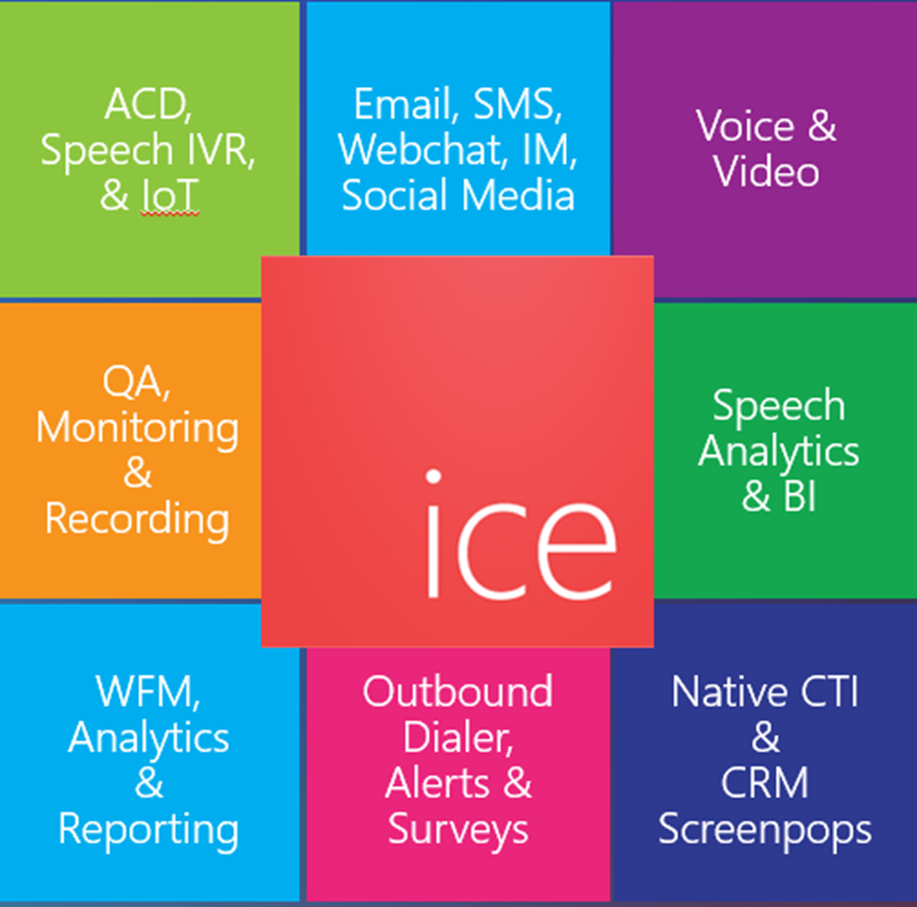 ACD,
Speech IVR,
& IoT
Email, SMS,
Webchat, IM,
Social Media
Voice &
Video
QA,
Monitoring
&
Recording
ice
Speech
Analytics
& BI
WFM,
Analytics
&
Reporting
Outbound
Dialer,
Alerts &
Surveys
Native CTI
&
CRM
Screenpops